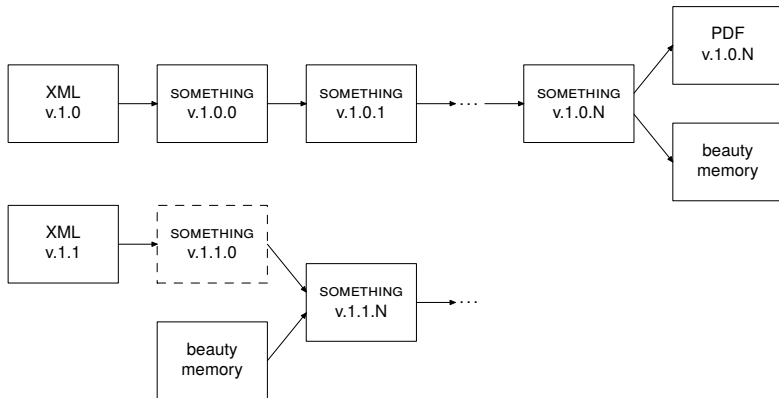 XML
v.1.0
SOMETHING
v.1.0.0
SOMETHING
v.1.0.1
...
SOMETHING
v.1.0.N
PDF
v.1.0.N
beauty
memory
XML
v.1.1
SOMETHING
v.1.1.0
beauty
memory
SOMETHING
v.1.1.N
...